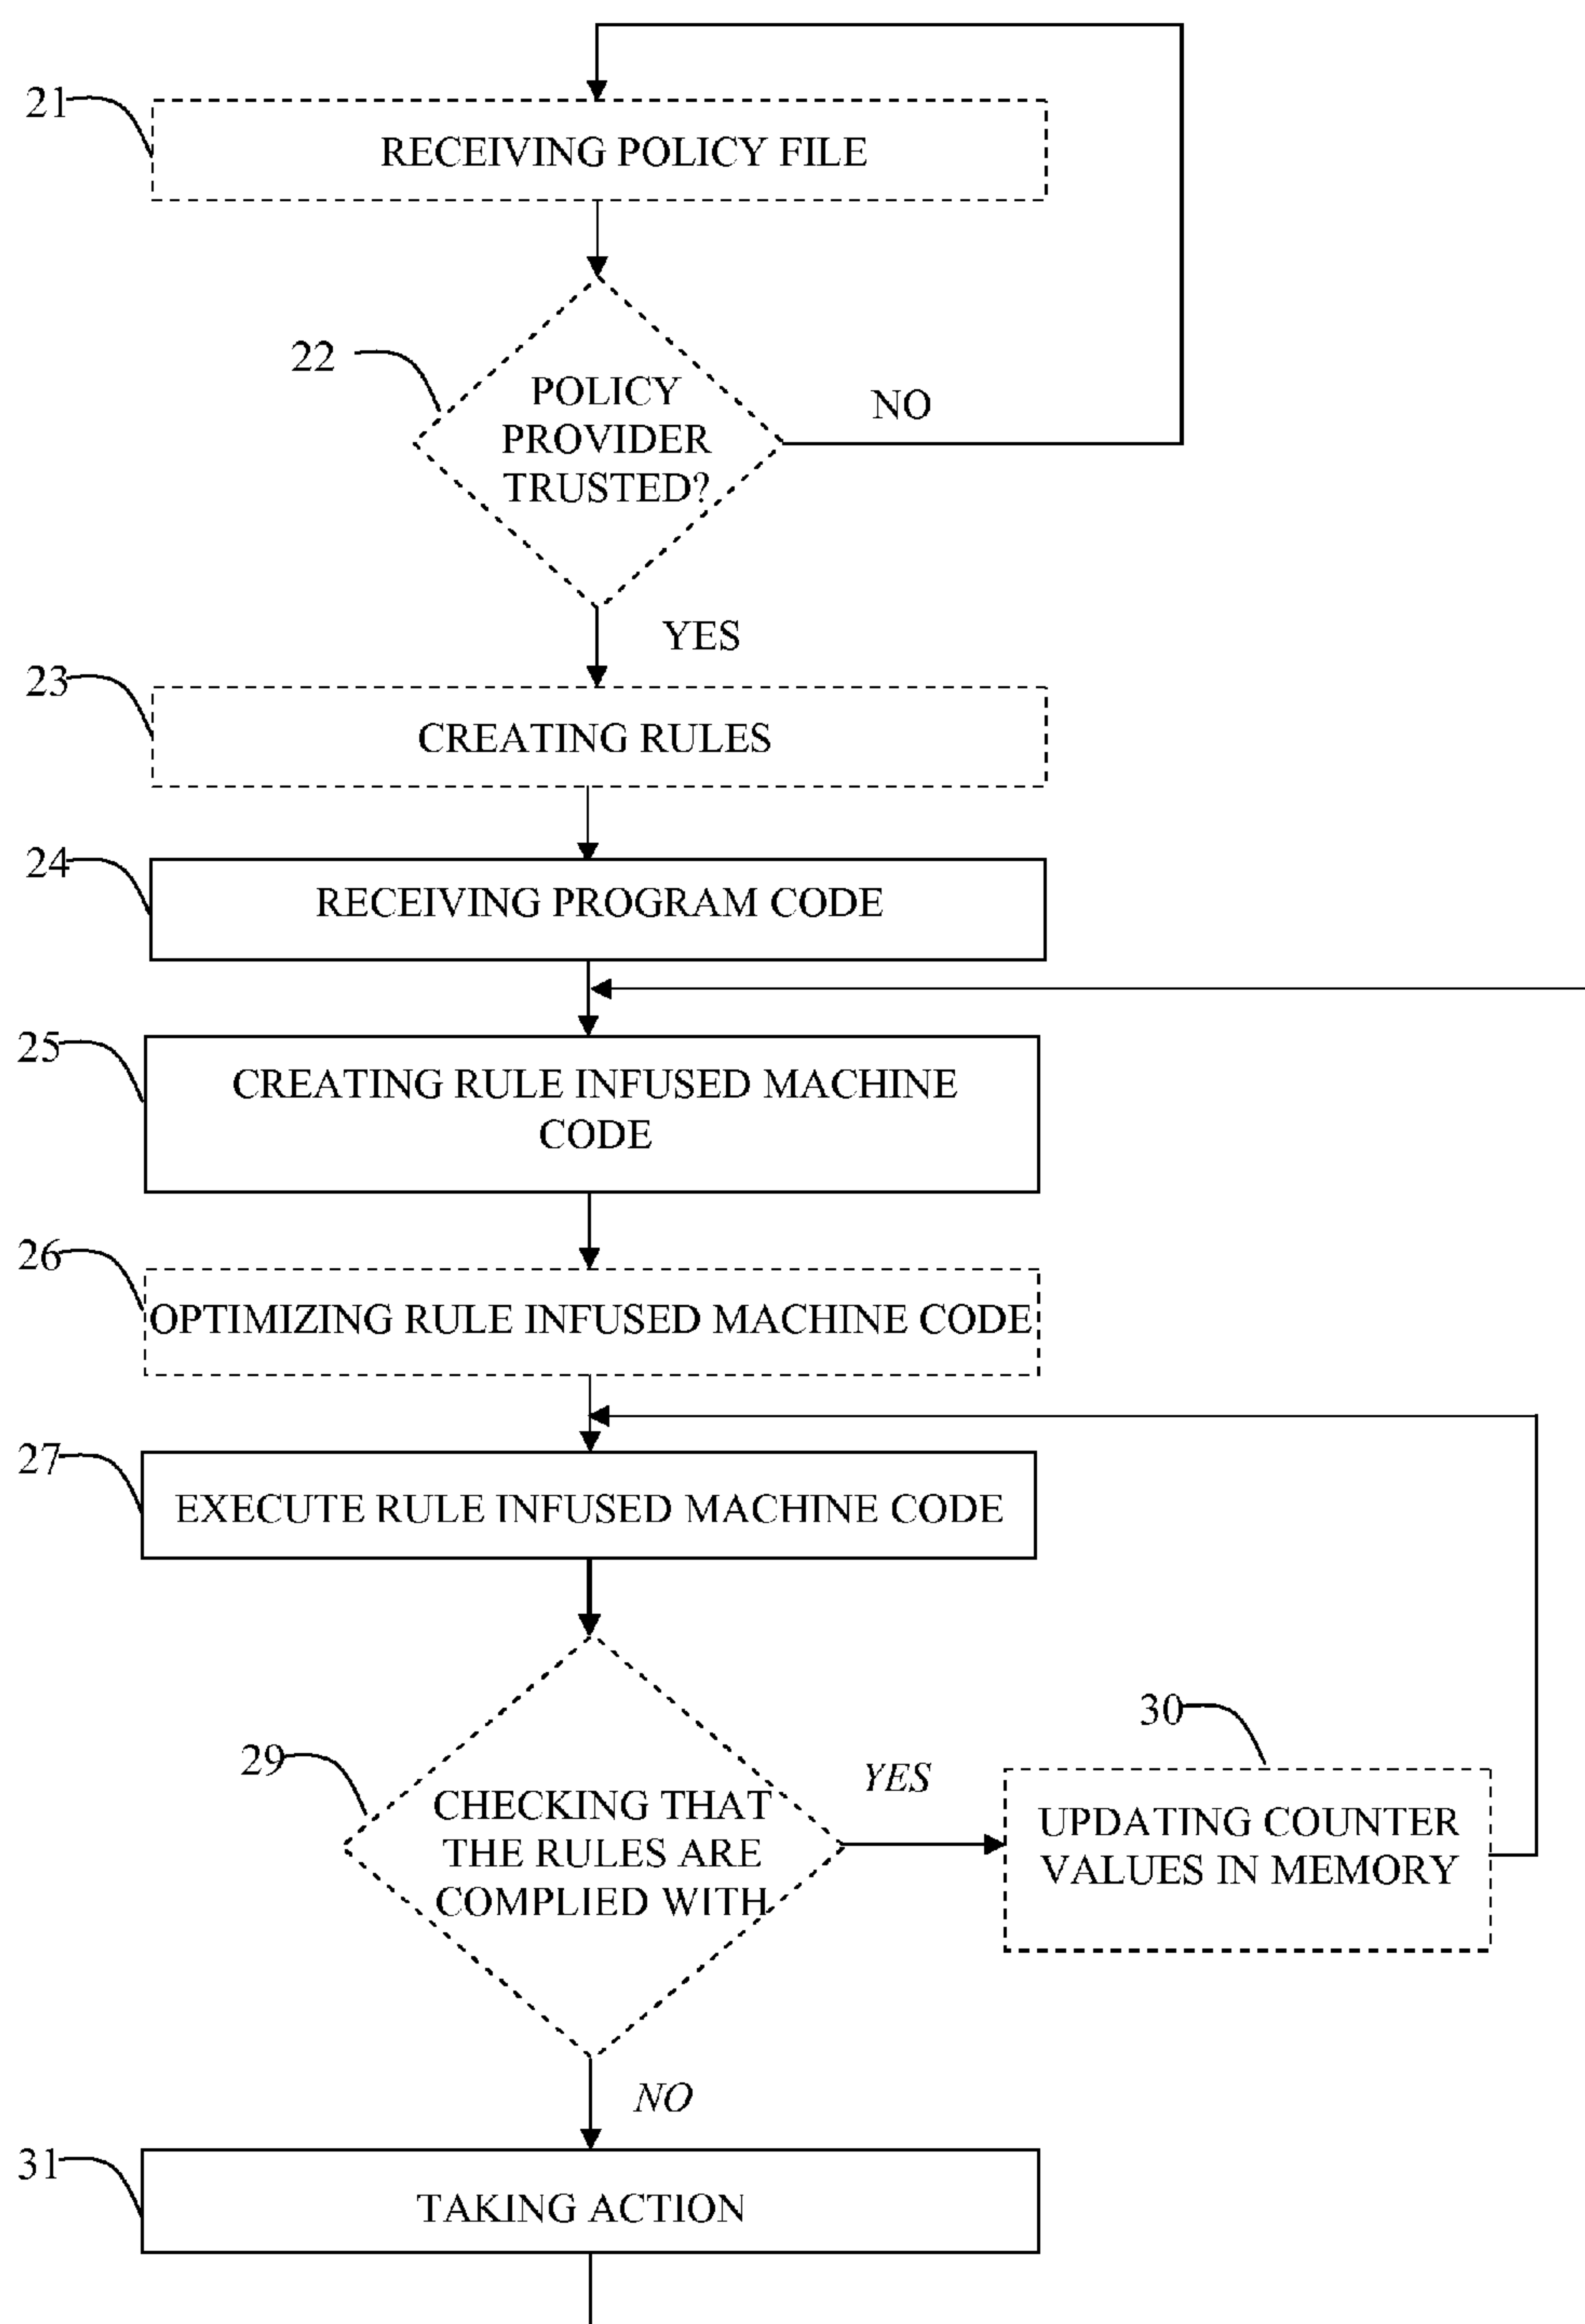 21
RECEIVING POLICY FILE
22
POLICY
PROVIDER
TRUSTED?
NO
YES
23
CREATING RULES
24
RECEIVING PROGRAM CODE
25
CREATING RULE INFUSED MACHINE
CODE
26
OPTIMIZING RULE INFUSED MACHINE CODE
27
EXECUTE RULE INFUSED MACHINE CODE
29
CHECKING THAT
THE RULES ARE
COMPLIED WITH
YES
30
UPDATING COUNTER
VALUES IN MEMORY
NO
31
TAKING ACTION